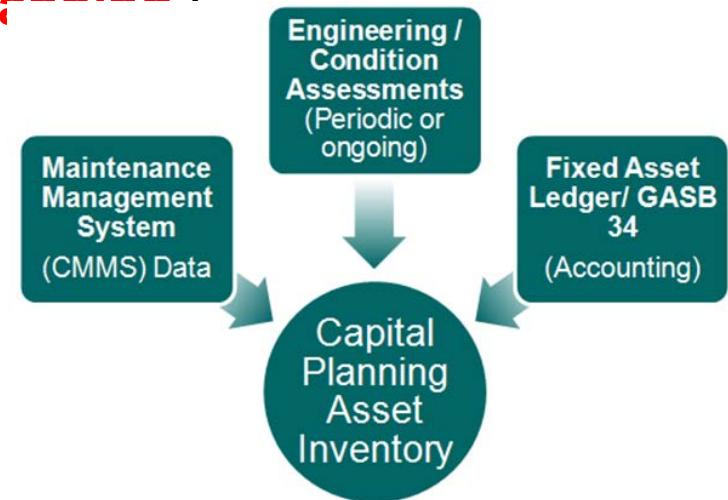 Engineering /
Condition
Assessments
(Periodic or
ongoing)
Maintenance
Management
System
(CMMS) Data
Fixed Asset
Ledger/ GASB
34
(Accounting)
Capital
Planning
Asset
Inventory